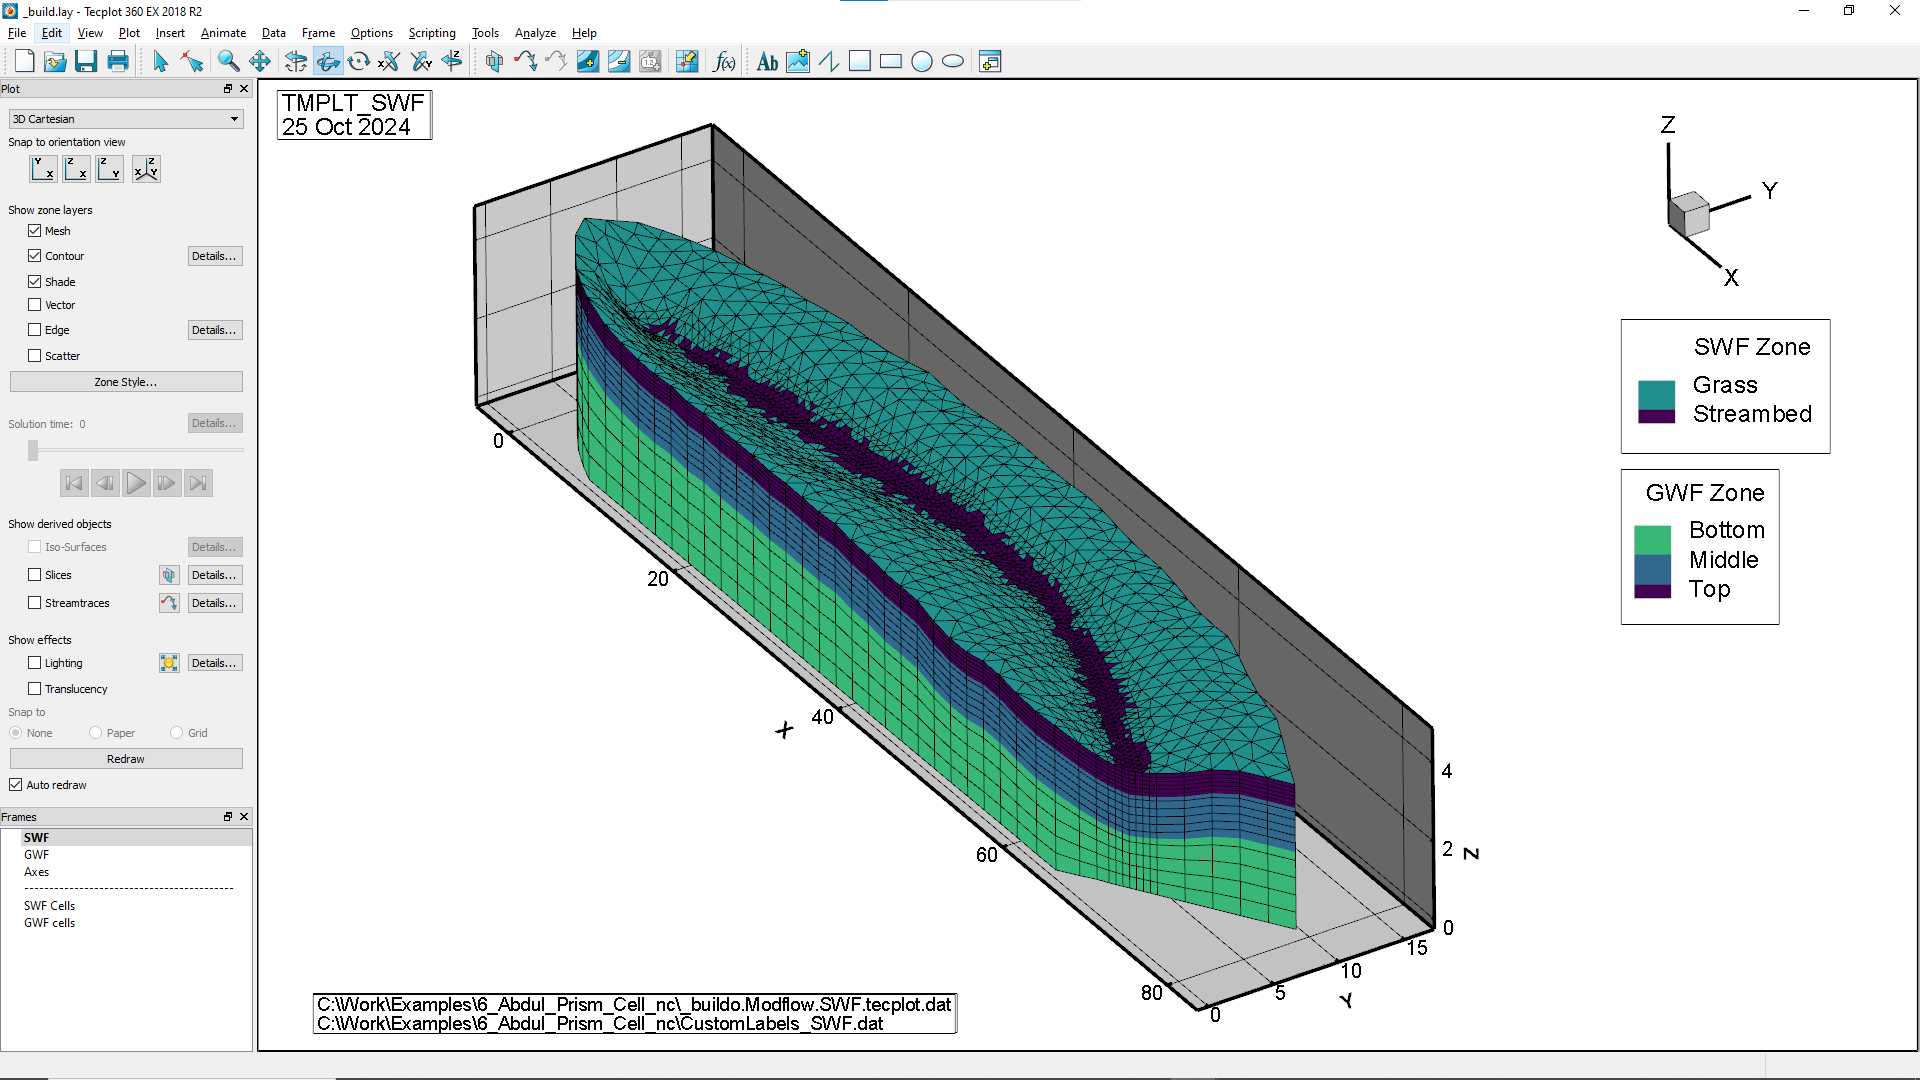 _build.lay - Tecplot 360 EX 2018 R2
File Edit View Plot Insert Animate Data Frame Options Scripting Tools Analyze Help
Plot
3D Cartesian
Snap to orientation view
Show zone layers
Mesh
Contour Details...
Shade
Vector
Edge Details...
Scatter
Zone Style...
Solution time: 0 Details...
Show derived objects
Iso-Surfaces Details...
Slices Details...
Streamtraces Details...
Show effects
Lighting Details...
Translucency
Snap to
None Paper Grid
Redraw
Auto redraw
Frames
SWF
GWF
Axes
SWF Cells
GWF cells
TMPLT_SWF
25 Oct 2024
Z
Y
X
SWF Zone
Grass
Streambed
GWF Zone
Bottom
Middle
Top
0
20
40
60
80
X
0
5
10
15
Y
4
2
0
Z
C:\Work\Examples\6_Abdul_Prism_Cell_nc\_buildo.Modflow.SWF.tecplot.dat
C:\Work\Examples\6_Abdul_Prism_Cell_nc\CustomLabels_SWF.dat